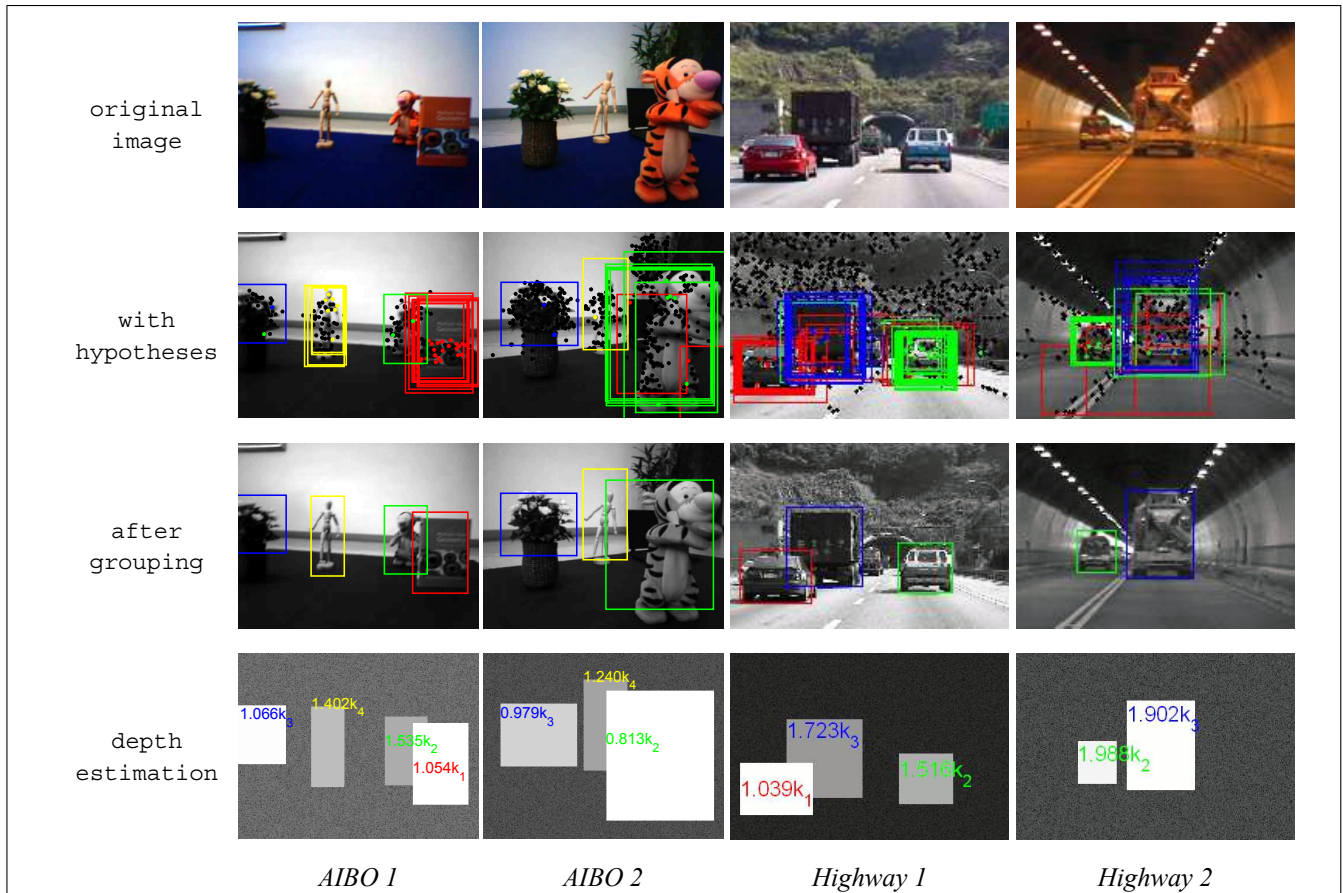 original
image
with
hypotheses
after
grouping
1.066k3
1.402k4
1.535k2
1.054k1
0.979k3
1.240k4
0.813k2
1.723k3
1.039k1
1.516k2
1.902k3
1.988k2
depth
estimation
AIBO 1
AIBO 2
Highway 1
Highway 2